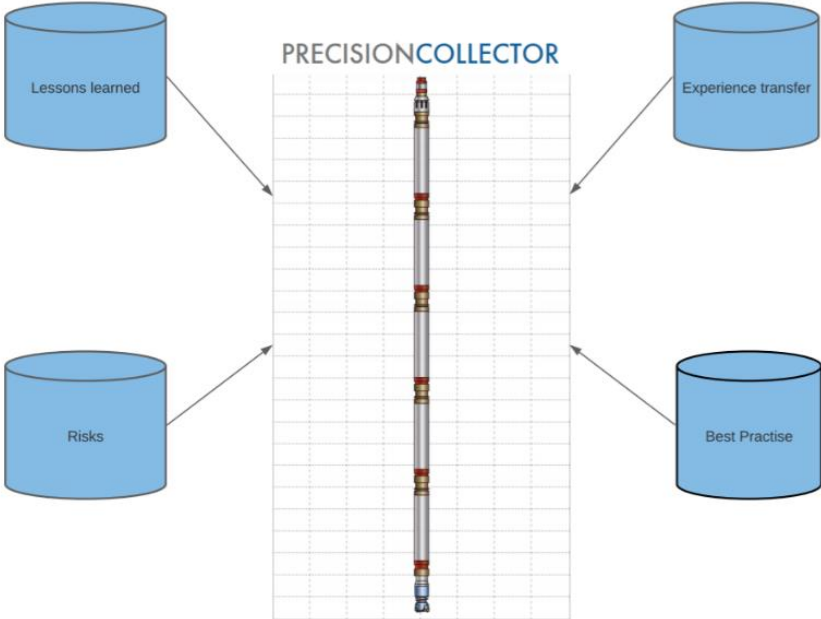 PRECISIONCOLLECTOR
Lessons learned
Experience transfer
Risks
Best Practise